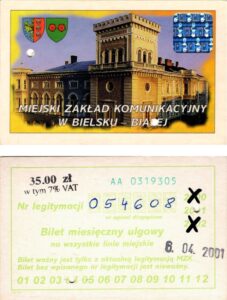 MIEJSKI ZAKŁAD KOMUNIKACYJNY
W BIELSKU - BIAŁEJ
35.00 zł
w tym 7% VAT
AA 0319305
Nr legitymacji 054608
Bilet miesięczny ulgowy
na wszystkie linie miejskie
6. 04. 2001
Bilet ważny jest tylko z aktualną legitymacją MZK.
Bilet bez wpisanego nr legitymacji jest nieważny.
01 02 03 05 06 07 08 09 10 11 12